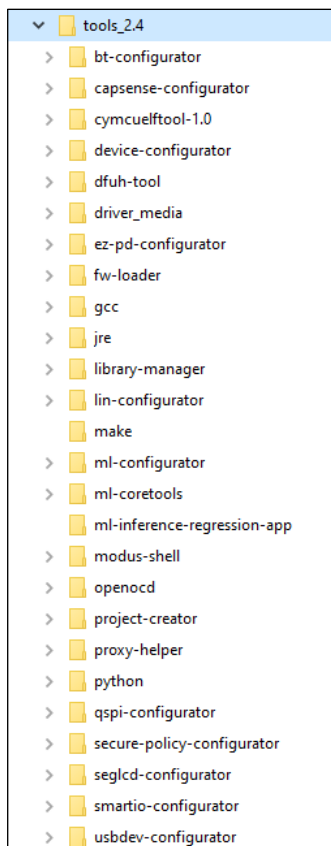 tools_2.4
bt-configurator
capsense-configurator
cymcuelftool-1.0
device-configurator
dfuh-tool
driver_media
ez-pd-configurator
fw-loader
gcc
jre
library-manager
lin-configurator
make
ml-configurator
ml-coretools
ml-inference-regression-app
modus-shell
openocd
project-creator
proxy-helper
python
qspi-configurator
secure-policy-configurator
seglcd-configurator
smartio-configurator
usbdev-configurator